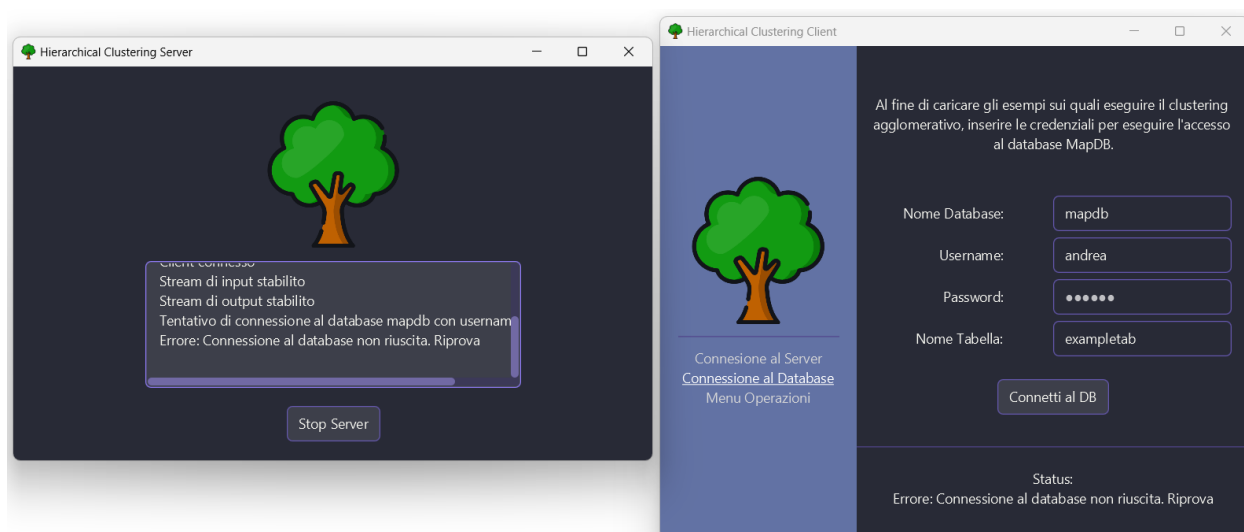 Hierarchical Clustering Server
Client connesso
Stream di input stabilito
Stream di output stabilito
Tentativo di connessione al database mapdb con usernam
Errore: Connessione al database non riuscita. Riprova
Stop Server
Hierarchical Clustering Client
Connesione al Server
Connessione al Database
Menu Operazioni
Al fine di caricare gli esempi sui quali eseguire il clustering
agglomerativo, inserire le credenziali per eseguire l'accesso
al database MapDB.
Nome Database: mapdb
Username: andrea
Password: ●●●●●●
Nome Tabella: exampletab
Connetti al DB
Status:
Errore: Connessione al database non riuscita. Riprova